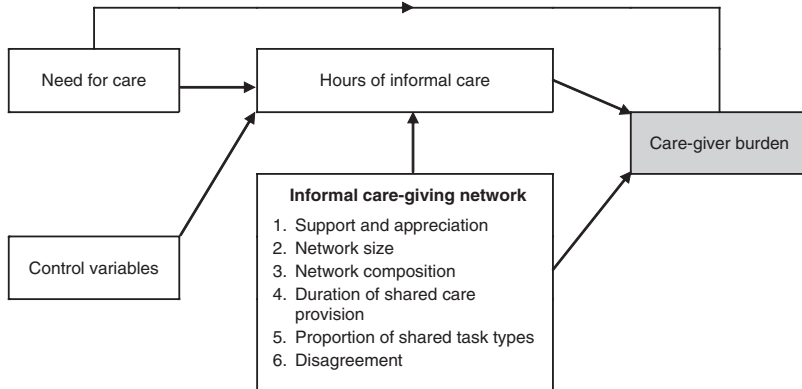 Need for care
Hours of informal care
Care-giver burden
Informal care-giving network
1. Support and appreciation
2. Network size
3. Network composition
4. Duration of shared care
provision
5. Proportion of shared task types
6. Disagreement
Control variables